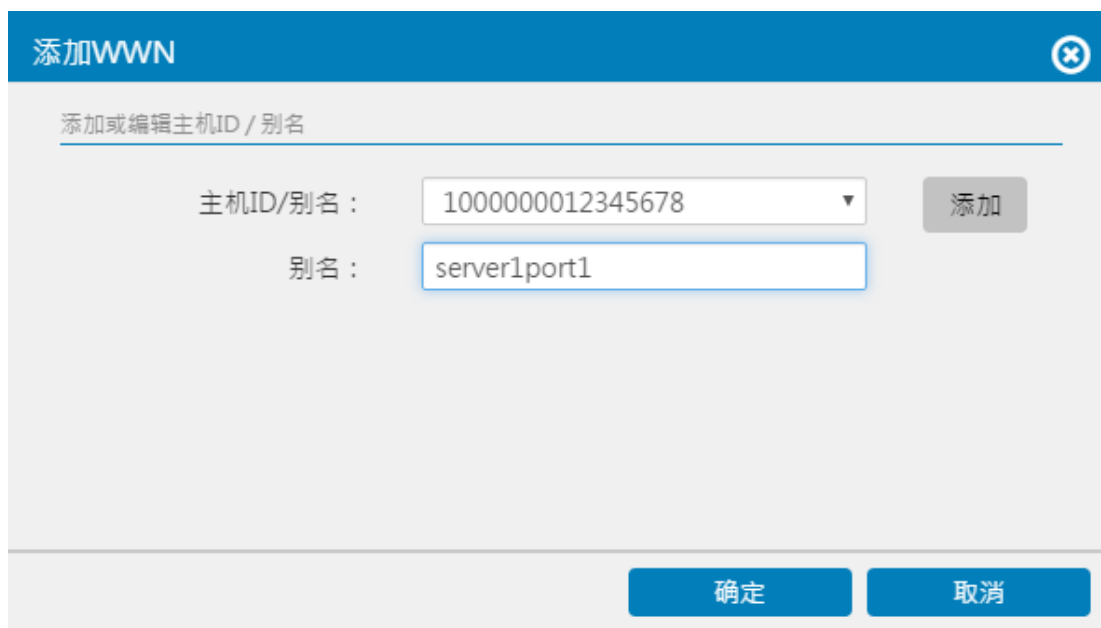 添加WWN
添加或编辑主机ID / 别名
主机ID/别名：
1000000012345678
添加
别名：
server1port1
确定
取消